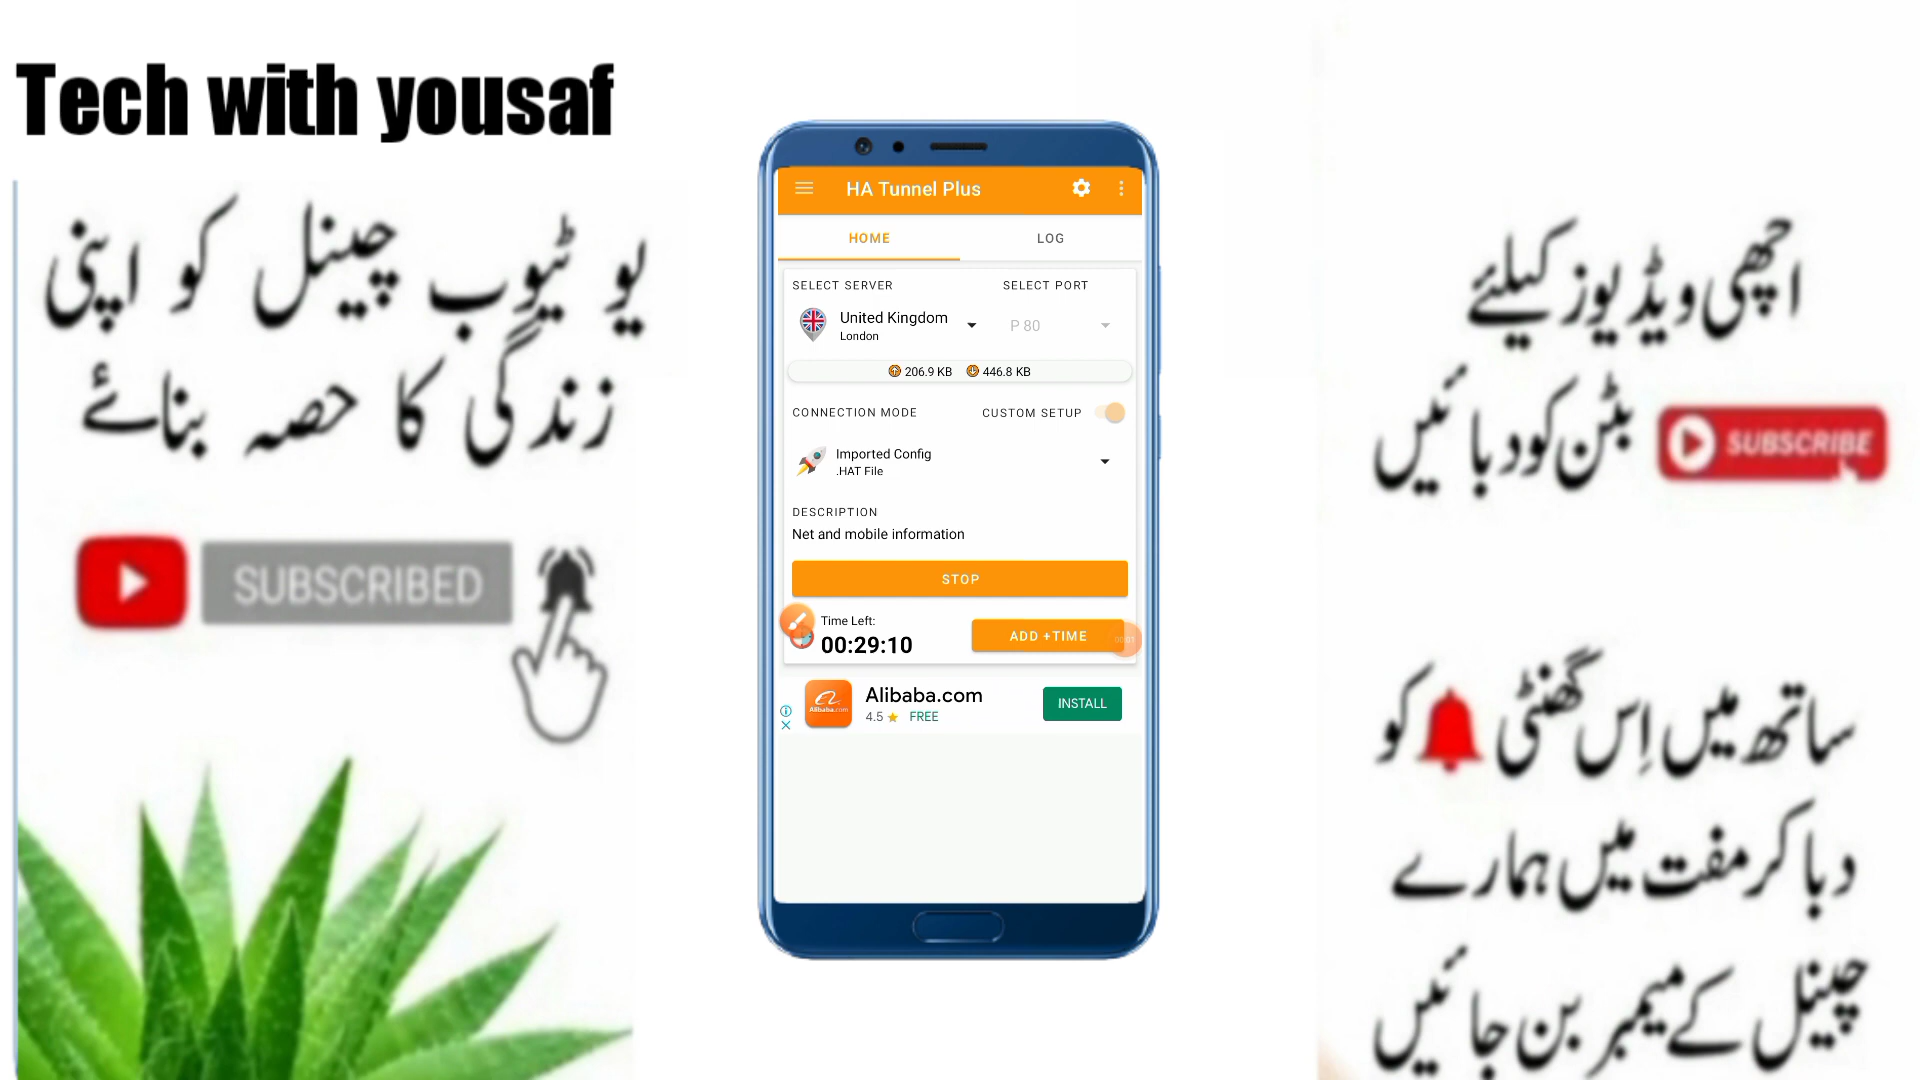 Tech with yousaf
یو ٹیوب چینل کو اپنی
زندگی کا حصہ بنائے
SUBSCRIBED
HA Tunnel Plus
HOME
LOG
SELECT SERVER
SELECT PORT
United Kingdom
London
P 80
206.9 KB
446.8 KB
CONNECTION MODE
CUSTOM SETUP
Imported Config
.HAT File
DESCRIPTION
Net and mobile information
STOP
Time Left:
00:29:10
ADD +TIME
00:01
Alibaba.com
Alibaba.com
4.5 ★ FREE
INSTALL
اچھی ویڈیوز کیلئے
بٹن کو دبائیں
SUBSCRIBE
ساتھ میں اِس گھنٹی کو
دبا کر مفت میں ہمارے
چینل کے میمبر بن جائیں